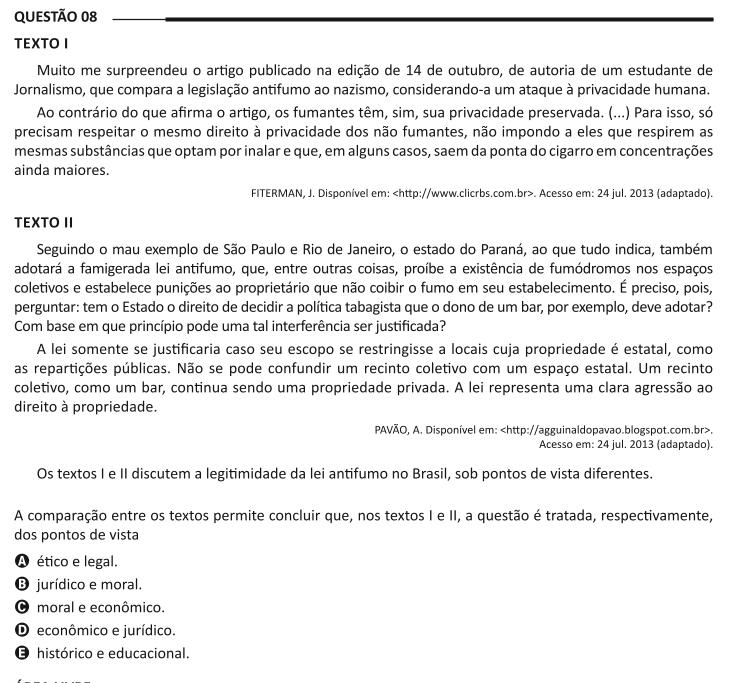 QUESTÃO 08
TEXTO I
Muito me surpreendeu o artigo publicado na edição de 14 de outubro, de autoria de um estudante de
Jornalismo, que compara a legislação antifumo ao nazismo, considerando-a um ataque à privacidade humana.
Ao contrário do que afirma o artigo, os fumantes têm, sim, sua privacidade preservada. (...) Para isso, só
precisam respeitar o mesmo direito à privacidade dos não fumantes, não impondo a eles que respirem as
mesmas substâncias que optam por inalar e que, em alguns casos, saem da ponta do cigarro em concentrações
ainda maiores.
FITERMAN, J. Disponível em: <http://www.clicrbs.com.br>. Acesso em: 24 jul. 2013 (adaptado).
TEXTO II
Seguindo o mau exemplo de São Paulo e Rio de Janeiro, o estado do Paraná, ao que tudo indica, também
adotará a famigerada lei antifumo, que, entre outras coisas, proíbe a existência de fumódromos nos espaços
coletivos e estabelece punições ao proprietário que não coibir o fumo em seu estabelecimento. É preciso, pois,
perguntar: tem o Estado o direito de decidir a política tabagista que o dono de um bar, por exemplo, deve adotar?
Com base em que princípio pode uma tal interferência ser justificada?
A lei somente se justificaria caso seu escopo se restringisse a locais cuja propriedade é estatal, como
as repartições públicas. Não se pode confundir um recinto coletivo com um espaço estatal. Um recinto
coletivo, como um bar, continua sendo uma propriedade privada. A lei representa uma clara agressão ao
direito à propriedade.
PAVÃO, A. Disponível em: <http://agguinaldopavao.blogspot.com.br>.
Acesso em: 24 jul. 2013 (adaptado).
Os textos I e II discutem a legitimidade da lei antifumo no Brasil, sob pontos de vista diferentes.
A comparação entre os textos permite concluir que, nos textos I e II, a questão é tratada, respectivamente,
dos pontos de vista
A ético e legal.
B jurídico e moral.
C moral e econômico.
D econômico e jurídico.
E histórico e educacional.